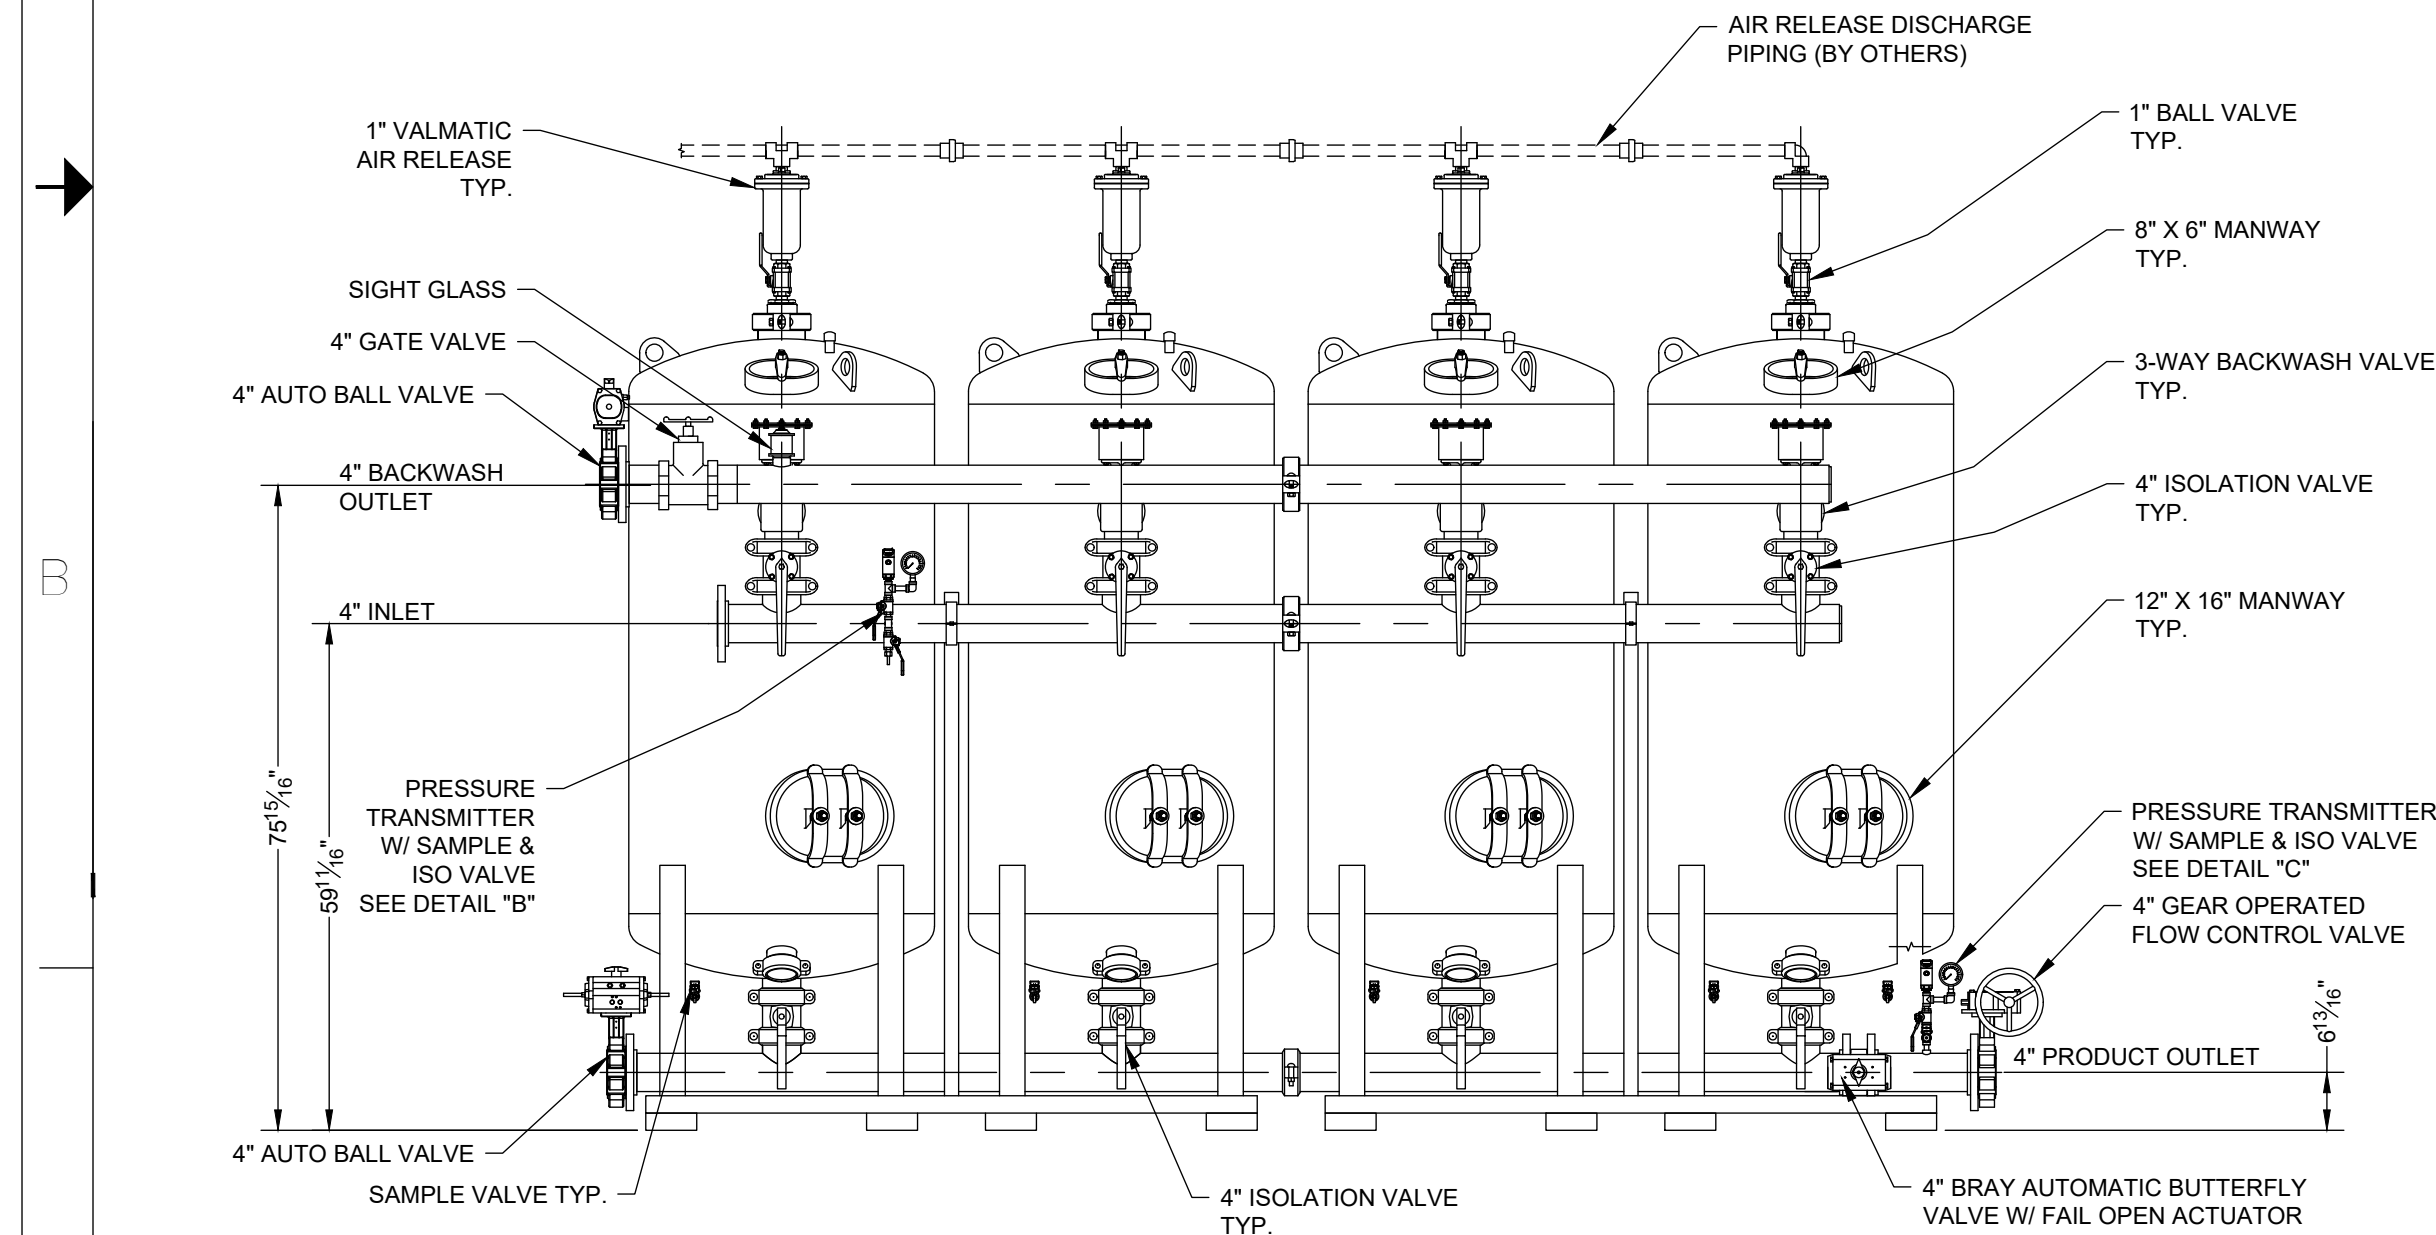 AIR RELEASE DISCHARGE
PIPING (BY OTHERS)
1" VALMATIC
AIR RELEASE
TYP.
1" BALL VALVE
TYP.
8" X 6" MANWAY
TYP.
SIGHT GLASS
4" GATE VALVE
3-WAY BACKWASH VALVE
TYP.
4" AUTO BALL VALVE
4" BACKWASH
OUTLET
4" ISOLATION VALVE
TYP.
B
4" INLET
12" X 16" MANWAY
TYP.
75 15/16"
59 11/16"
PRESSURE
TRANSMITTER
W/ SAMPLE &
ISO VALVE
SEE DETAIL "B"
PRESSURE TRANSMITTER
W/ SAMPLE & ISO VALVE
SEE DETAIL "C"
4" GEAR OPERATED
FLOW CONTROL VALVE
6 13/16"
4" PRODUCT OUTLET
4" AUTO BALL VALVE
SAMPLE VALVE TYP.
4" ISOLATION VALVE
TYP.
4" BRAY AUTOMATIC BUTTERFLY
VALVE W/ FAIL OPEN ACTUATOR